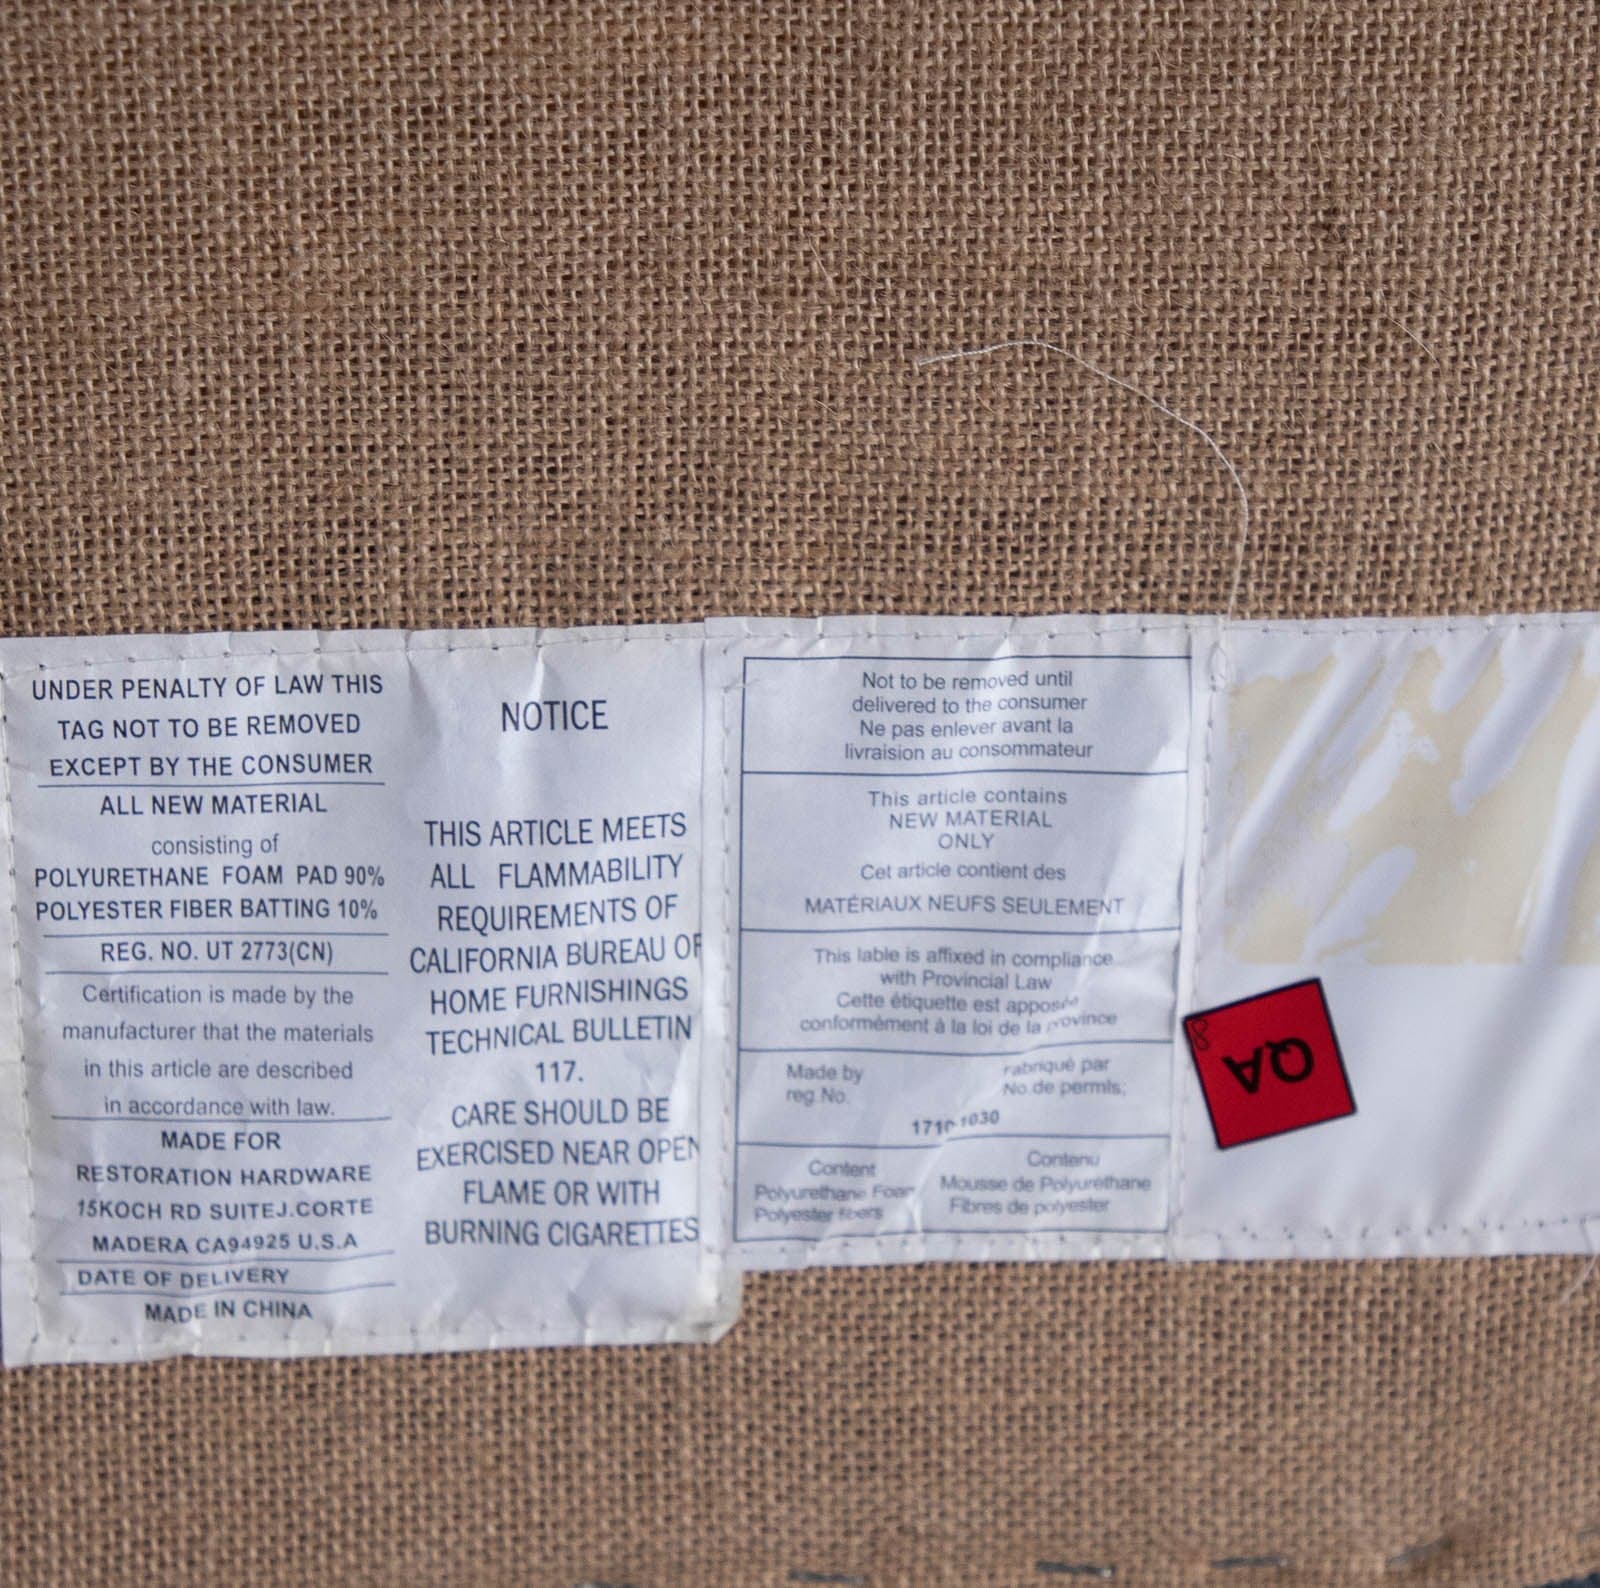 UNDER PENALTY OF LAW THIS
TAG NOT TO BE REMOVED
EXCEPT BY THE CONSUMER
ALL NEW MATERIAL
consisting of
POLYURETHANE FOAM PAD 90%
POLYESTER FIBER BATTING 10%
REG. NO. UT 2773(CN)
Certification is made by the
manufacturer that the materials
in this article are described
in accordance with law.
MADE FOR
RESTORATION HARDWARE
15KOCH RD SUITEJ.CORTE
MADERA CA94925 U.S.A
DATE OF DELIVERY
MADE IN CHINA
NOTICE
THIS ARTICLE MEETS
ALL FLAMMABILITY
REQUIREMENTS OF
CALIFORNIA BUREAU OF
HOME FURNISHINGS
TECHNICAL BULLETIN
117.
CARE SHOULD BE
EXERCISED NEAR OPEN
FLAME OR WITH
BURNING CIGARETTES
Not to be removed until
delivered to the consumer
Ne pas enlever avant la
livraision au consommateur
This article contains
NEW MATERIAL
ONLY
Cet article contient des
MATÉRIAUX NEUFS SEULEMENT
This lable is affixed in compliance
with Provincial Law
Cette étiquette est apposée
conformément à la loi de la province
Made by
reg.No.
fabriqué par
No.de permis;
1030
Content
Polyurethane Foam
Polyester fibers
Contenu
Mousse de Polyuréthane
Fibres de polyester
QA
8